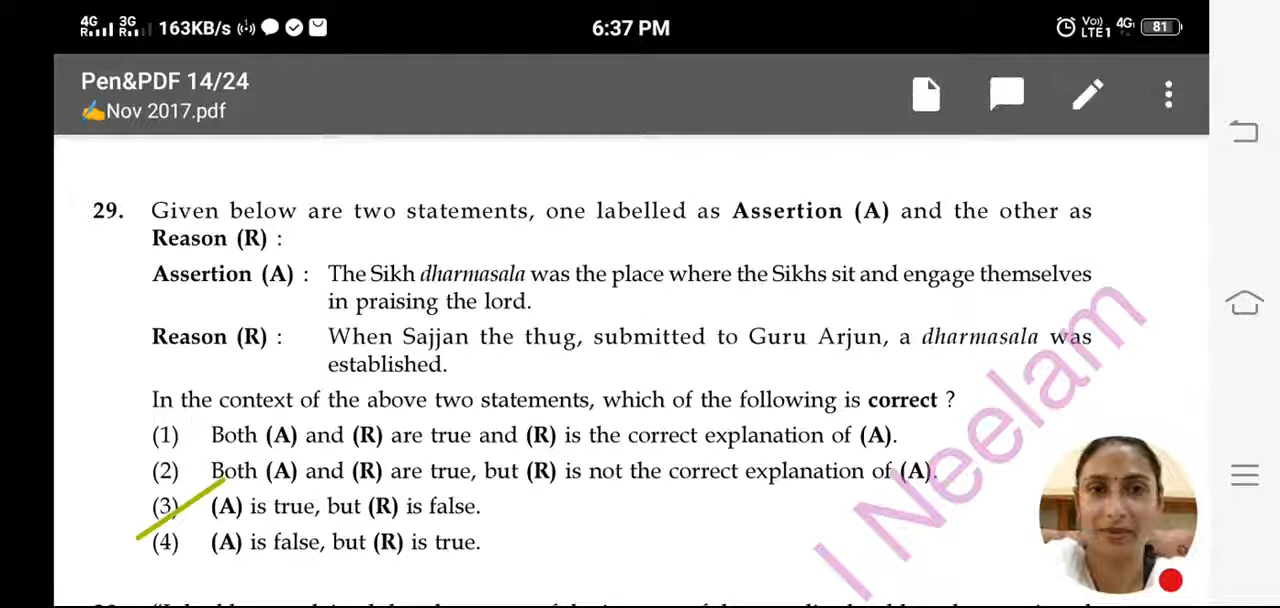 4G R 3G R 163KB/s 6:37 PM Vo) LTE1 4G 81
Pen&PDF 14/24
✍Nov 2017.pdf
29. Given below are two statements, one labelled as Assertion (A) and the other as
Reason (R) :
Assertion (A) : The Sikh dharmasala was the place where the Sikhs sit and engage themselves
in praising the lord.
Reason (R) : When Sajjan the thug, submitted to Guru Arjun, a dharmasala was
established.
In the context of the above two statements, which of the following is correct ?
(1) Both (A) and (R) are true and (R) is the correct explanation of (A).
(2) Both (A) and (R) are true, but (R) is not the correct explanation of (A).
(3) (A) is true, but (R) is false.
(4) (A) is false, but (R) is true.
I Neelam